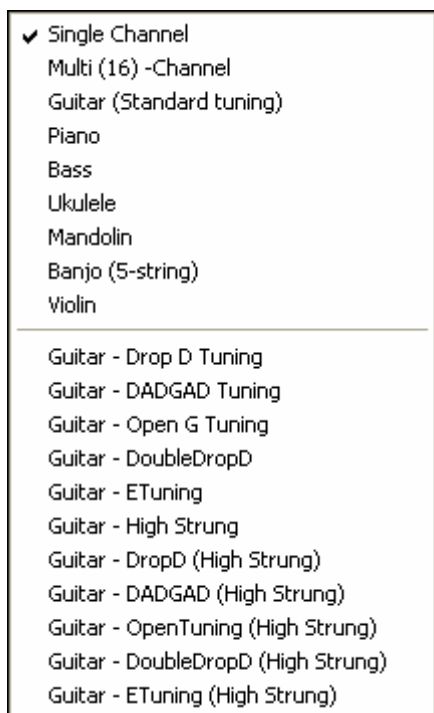 Single Channel
Multi (16) -Channel
Guitar (Standard tuning)
Piano
Bass
Ukulele
Mandolin
Banjo (5-string)
Violin
Guitar - Drop D Tuning
Guitar - DADGAD Tuning
Guitar - Open G Tuning
Guitar - DoubleDropD
Guitar - ETuning
Guitar - High Strung
Guitar - DropD (High Strung)
Guitar - DADGAD (High Strung)
Guitar - OpenTuning (High Strung)
Guitar - DoubleDropD (High Strung)
Guitar - ETuning (High Strung)